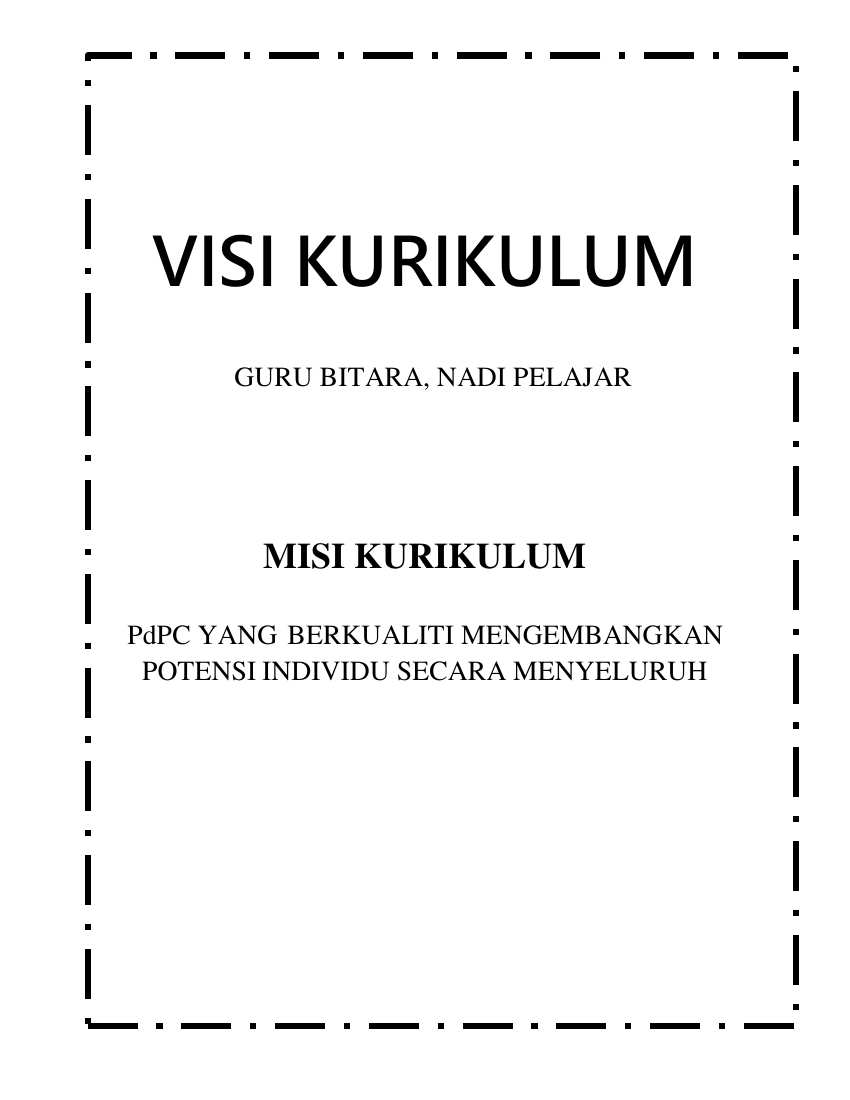 VISI KURIKULUM
GURU BITARA, NADI PELAJAR
MISI KURIKULUM
PdPC YANG BERKUALITI MENGEMBANGKAN
POTENSI INDIVIDU SECARA MENYELURUH